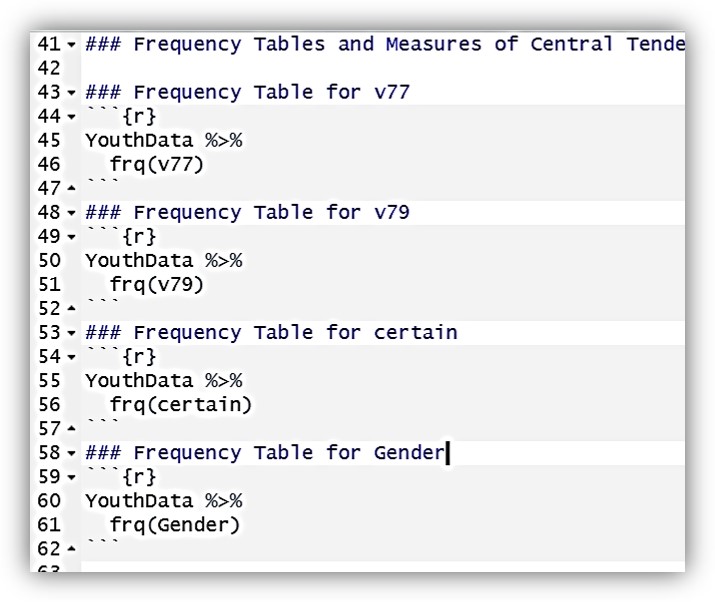 41 ### Frequency Tables and Measures of Central Tende
42
43 ### Frequency Table for v77
44 ```{r}
45 YouthData %>%
46   frq(v77)
47 ```
48 ### Frequency Table for v79
49 ```{r}
50 YouthData %>%
51   frq(v79)
52 ```
53 ### Frequency Table for certain
54 ```{r}
55 YouthData %>%
56   frq(certain)
57 ```
58 ### Frequency Table for Gender
59 ```{r}
60 YouthData %>%
61   frq(Gender)
62 ```
63